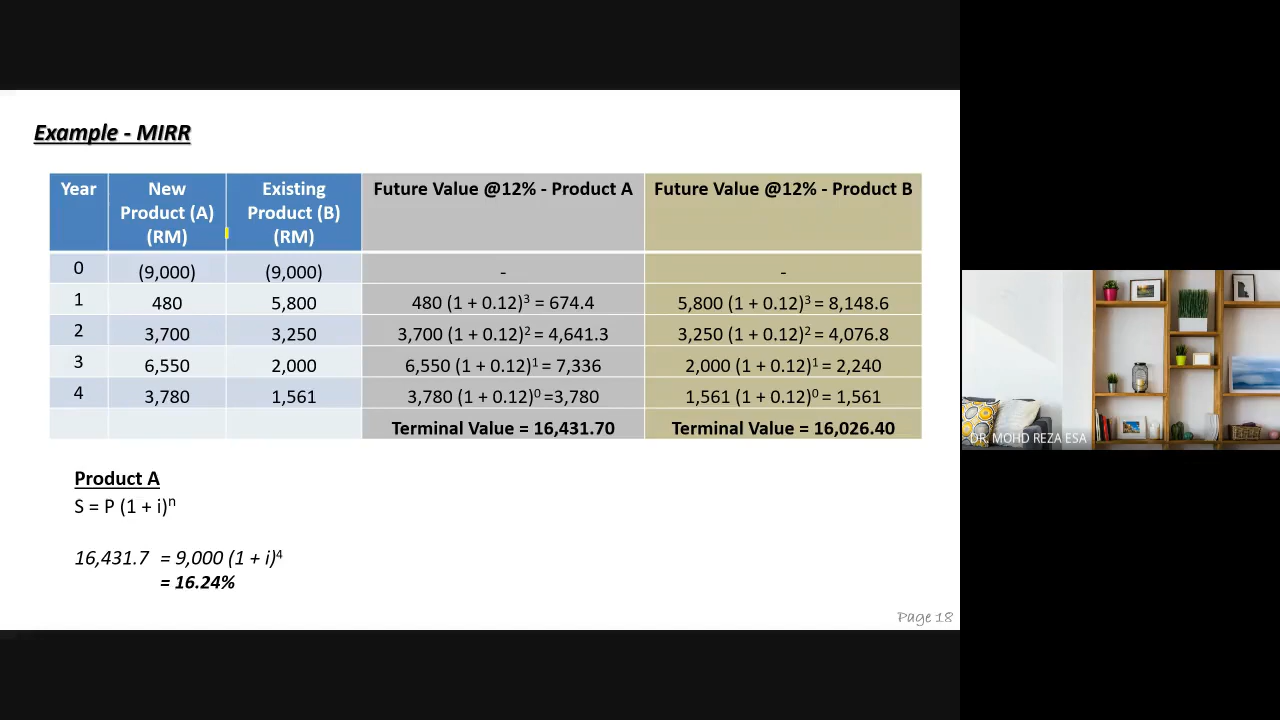 Example - MIRR
Year New Product (A) (RM) Existing Product (B) (RM) Future Value @12% - Product A Future Value @12% - Product B
0 (9,000) (9,000) - -
1 480 5,800 480 (1 + 0.12)³ = 674.4 5,800 (1 + 0.12)³ = 8,148.6
2 3,700 3,250 3,700 (1 + 0.12)² = 4,641.3 3,250 (1 + 0.12)² = 4,076.8
3 6,550 2,000 6,550 (1 + 0.12)¹ = 7,336 2,000 (1 + 0.12)¹ = 2,240
4 3,780 1,561 3,780 (1 + 0.12)⁰ =3,780 1,561 (1 + 0.12)⁰ = 1,561
Terminal Value = 16,431.70 Terminal Value = 16,026.40
Product A
S = P (1 + i)ⁿ
16,431.7 = 9,000 (1 + i)⁴
= 16.24%
Page 18
DR. MOHD REZA ESA